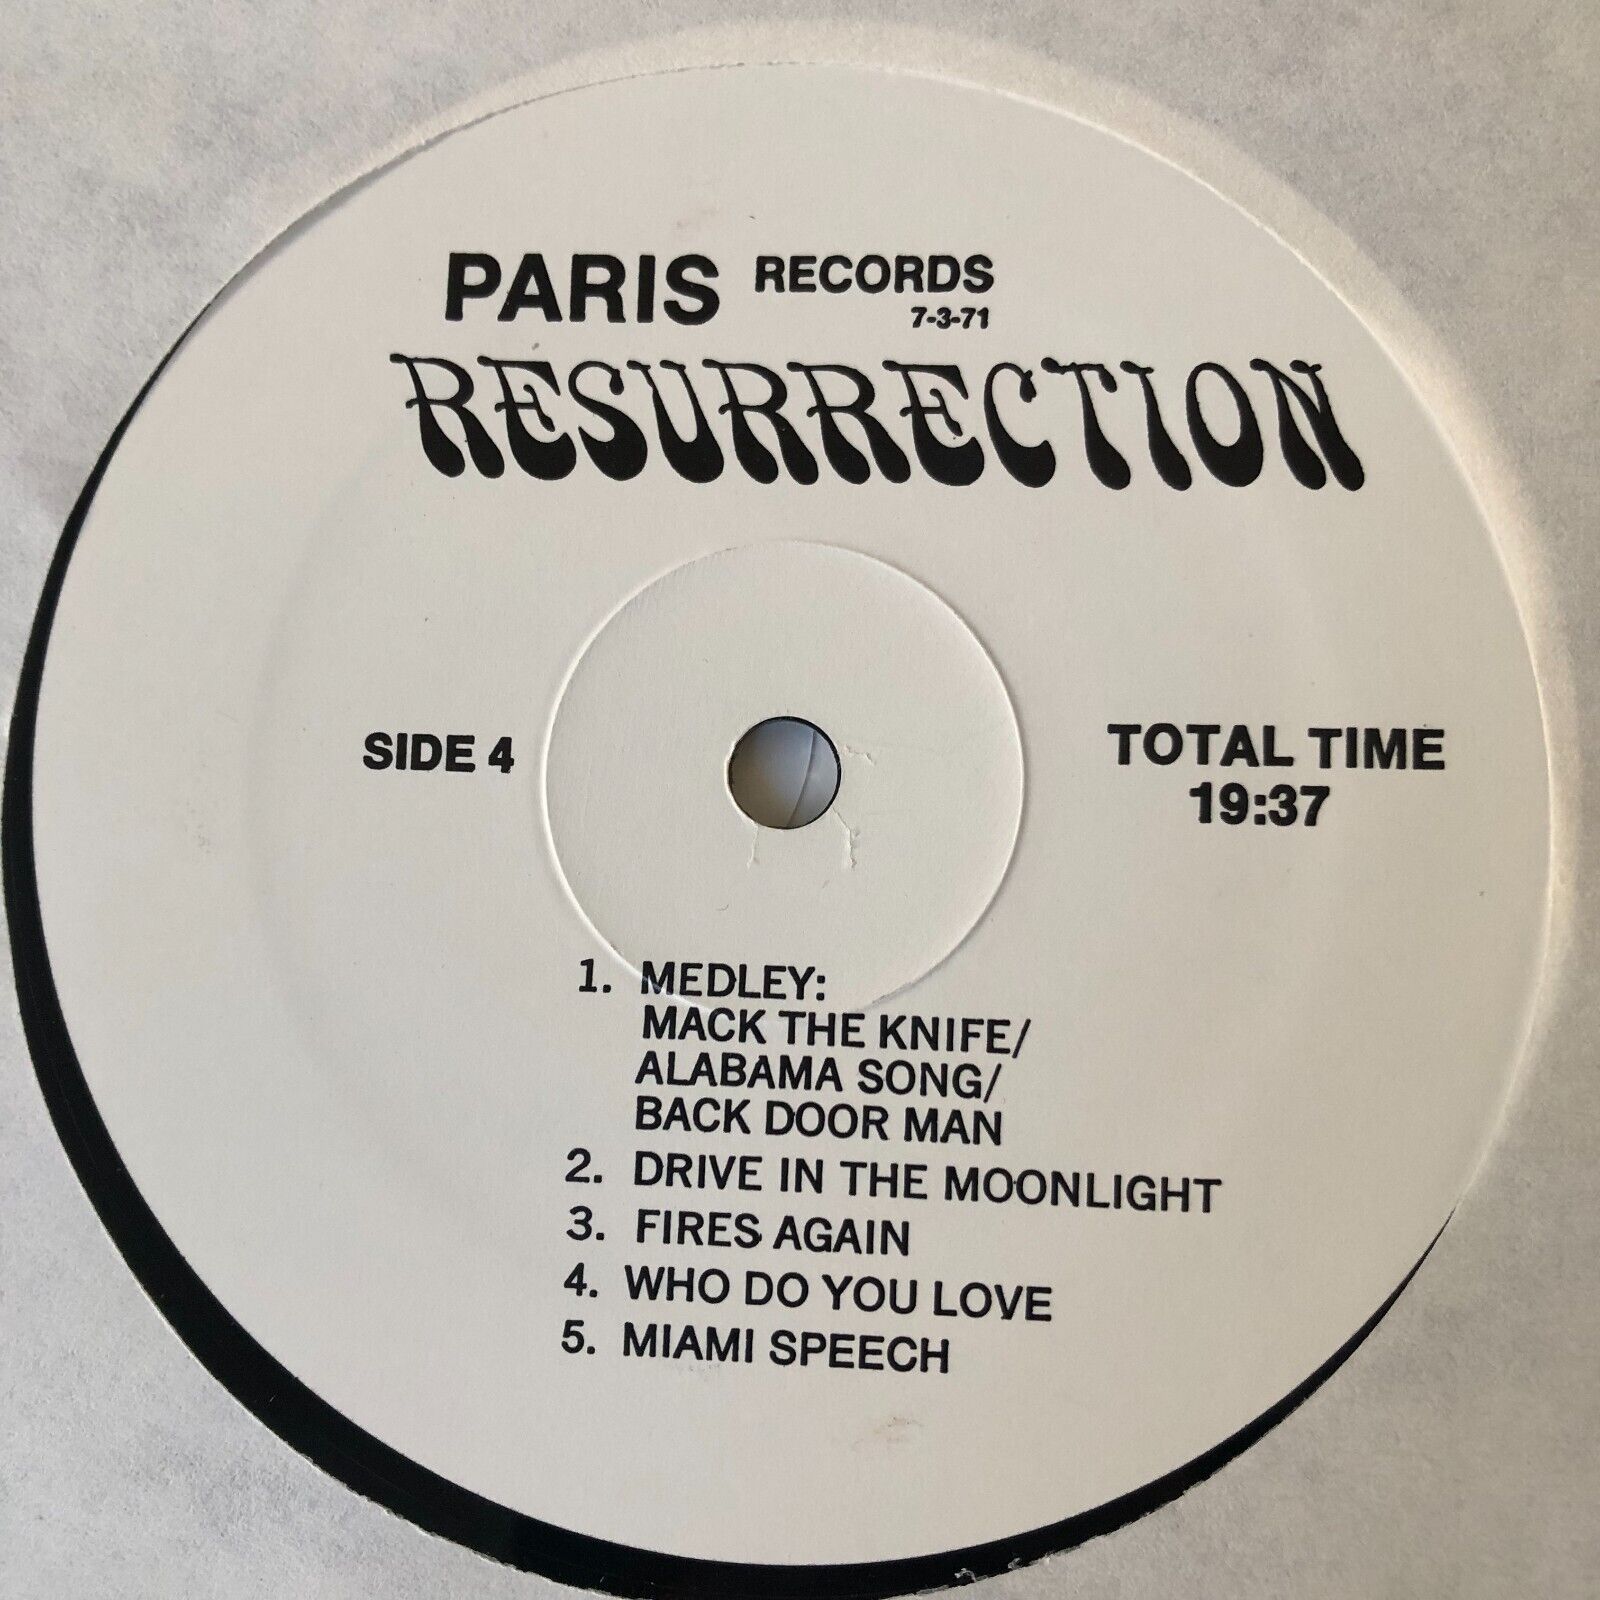 PARIS RECORDS
7-3-71
RESURRECTION
SIDE 4
TOTAL TIME
19:37
1. MEDLEY:
MACK THE KNIFE/
ALABAMA SONG/
BACK DOOR MAN
2. DRIVE IN THE MOONLIGHT
3. FIRES AGAIN
4. WHO DO YOU LOVE
5. MIAMI SPEECH